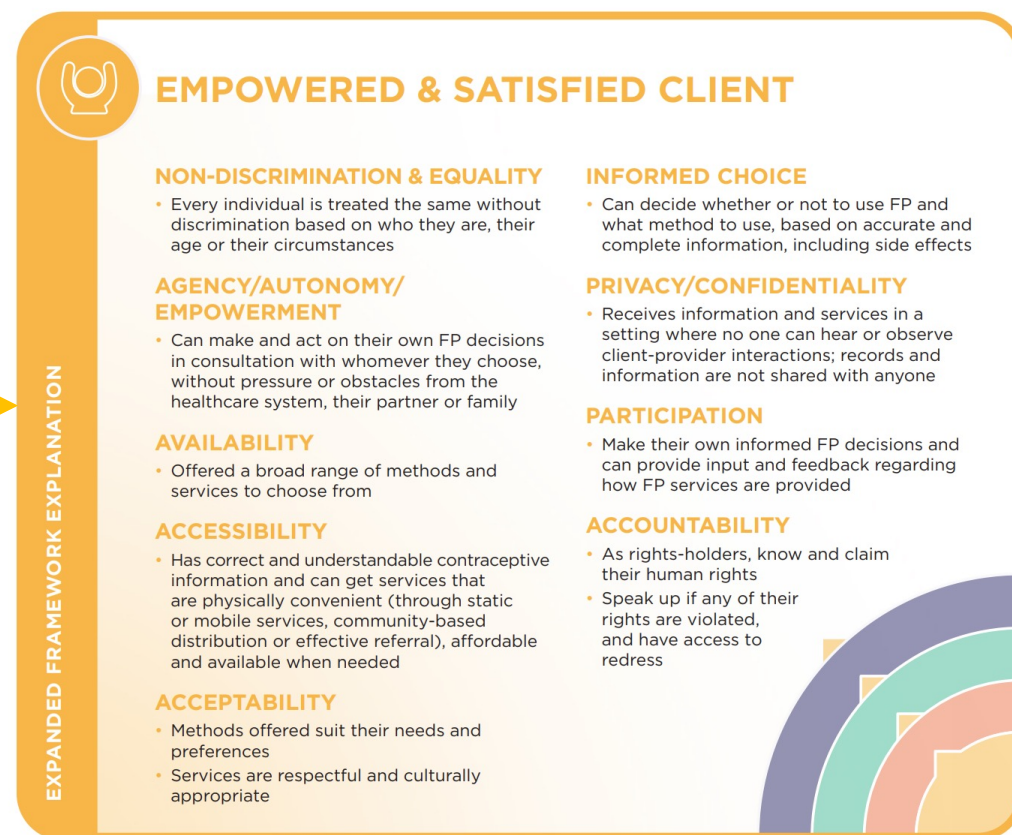 EMPOWERED & SATISFIED CLIENT
NON-DISCRIMINATION & EQUALITY
• Every individual is treated the same without
discrimination based on who they are, their
age or their circumstances
AGENCY/AUTONOMY/
EMPOWERMENT
• Can make and act on their own FP decisions
in consultation with whomever they choose,
without pressure or obstacles from the
healthcare system, their partner or family
AVAILABILITY
• Offered a broad range of methods and
services to choose from
ACCESSIBILITY
• Has correct and understandable contraceptive
information and can get services that
are physically convenient (through static
or mobile services, community-based
distribution or effective referral), affordable
and available when needed
ACCEPTABILITY
• Methods offered suit their needs and
preferences
• Services are respectful and culturally
appropriate
INFORMED CHOICE
• Can decide whether or not to use FP and
what method to use, based on accurate and
complete information, including side effects
PRIVACY/CONFIDENTIALITY
• Receives information and services in a
setting where no one can hear or observe
client-provider interactions; records and
information are not shared with anyone
PARTICIPATION
• Make their own informed FP decisions and
can provide input and feedback regarding
how FP services are provided
ACCOUNTABILITY
• As rights-holders, know and claim
their human rights
• Speak up if any of their
rights are violated,
and have access to
redress
EXPANDED FRAMEWORK EXPLANATION